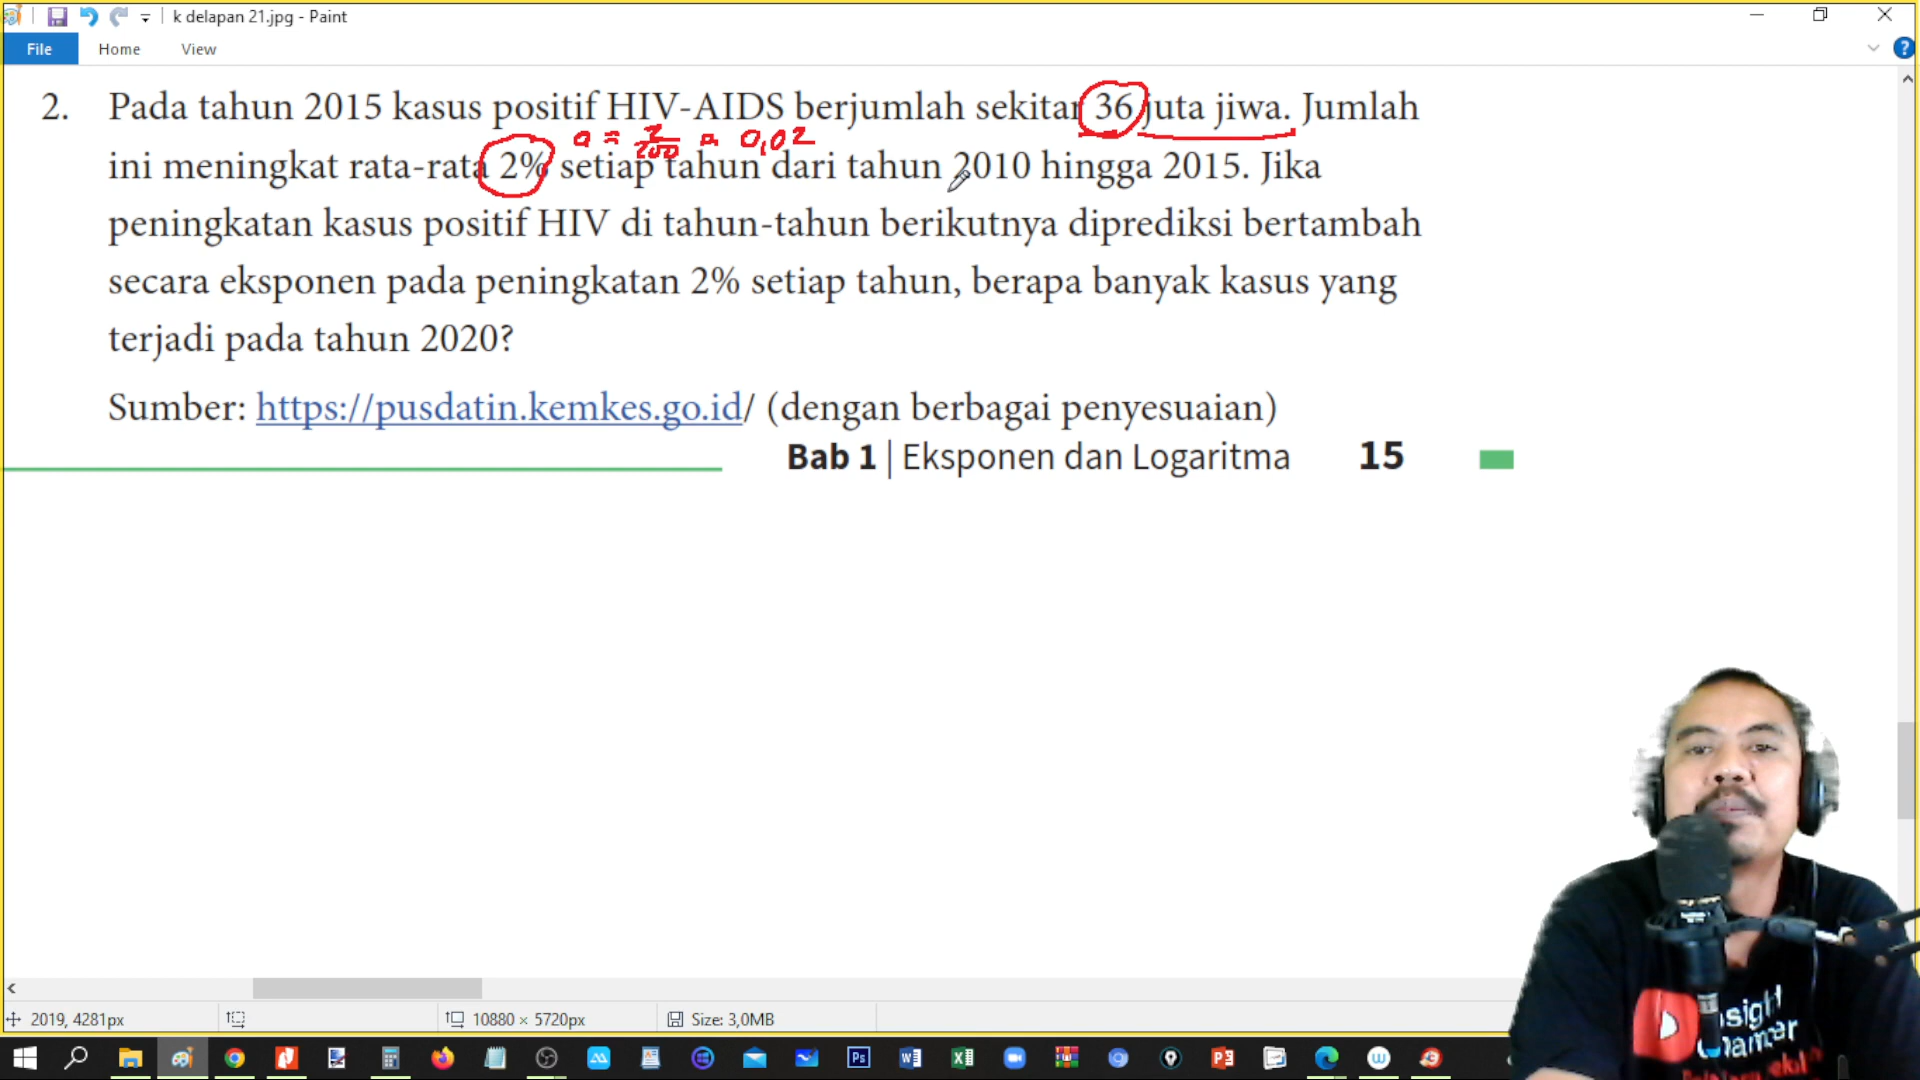 k delapan 21.jpg - Paint
File Home View
2. Pada tahun 2015 kasus positif HIV-AIDS berjumlah sekitar 36 juta jiwa. Jumlah
a = 2/100 = 0,02
ini meningkat rata-rata 2% setiap tahun dari tahun 2010 hingga 2015. Jika
peningkatan kasus positif HIV di tahun-tahun berikutnya diprediksi bertambah
secara eksponen pada peningkatan 2% setiap tahun, berapa banyak kasus yang
terjadi pada tahun 2020?
Sumber: https://pusdatin.kemkes.go.id/ (dengan berbagai penyesuaian)
Bab 1 | Eksponen dan Logaritma 15
2019, 4281px
10880 × 5720px
Size: 3,0MB